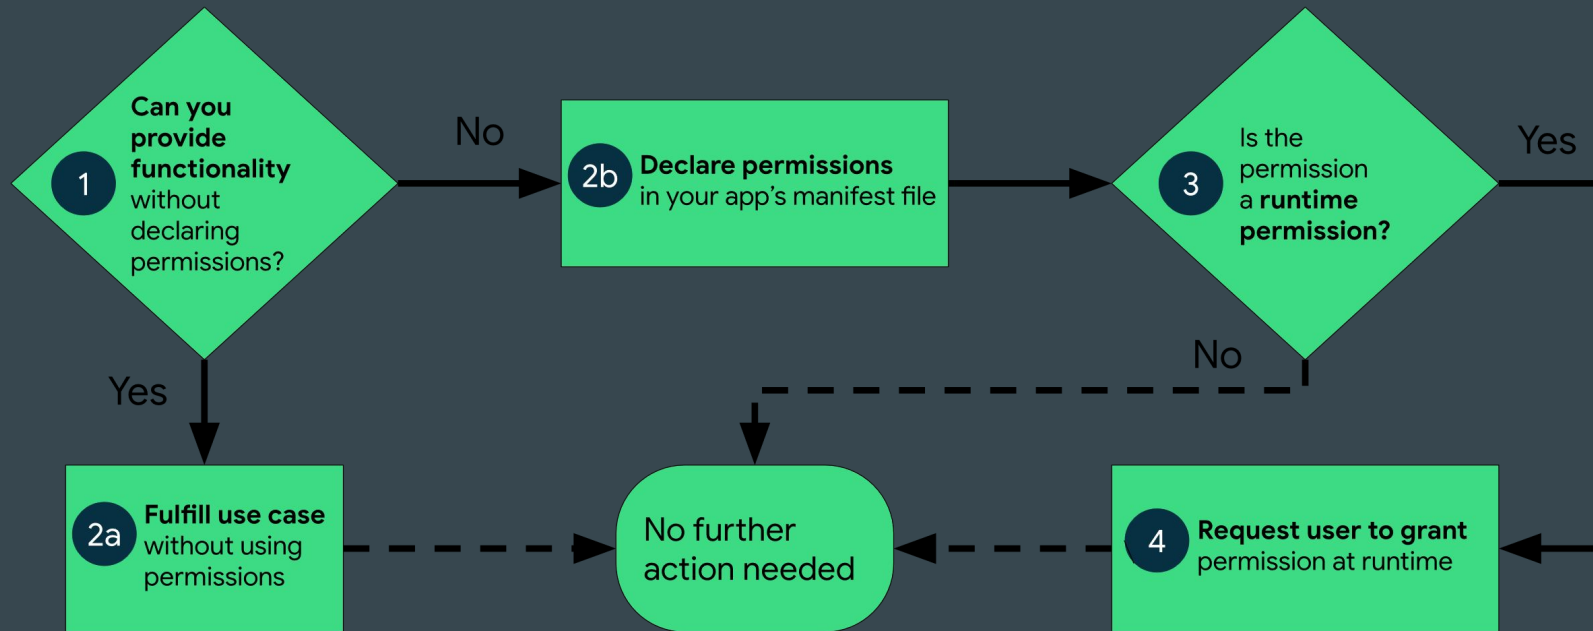 1
Can you
provide
functionality
without
declaring
permissions?
No
2b
Declare permissions
in your app's manifest file
3
Is the
permission
a runtime
permission?
Yes
Yes
No
2a
Fulfill use case
without using
permissions
No further
action needed
4
Request user to grant
permission at runtime